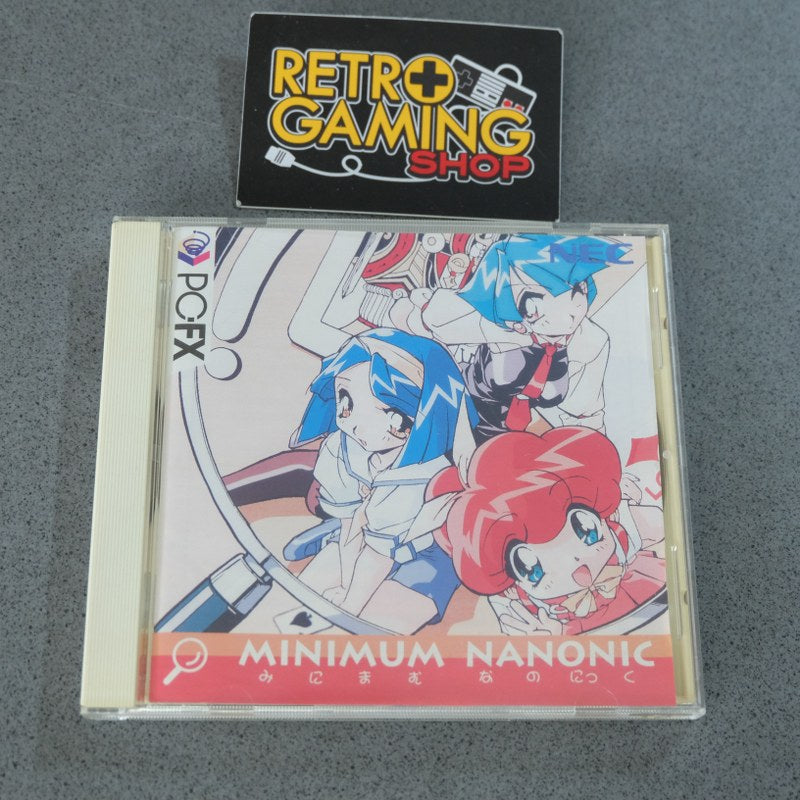 RETRO
GAMING
SHOP
NEC
PC-FX
MINIMUM NANONIC
みにまむ なのにっく